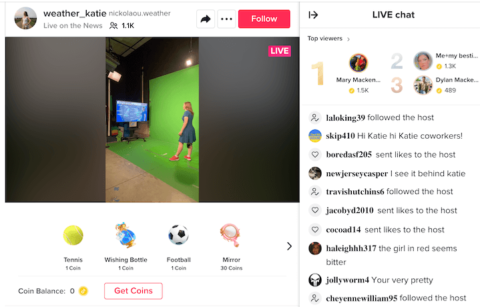 weather_katie nickolaou.weather
Live on the News 1.1K
Follow
LIVE
Tennis
1 Coin
Wishing Bottle
1 Coin
Football
1 Coin
Mirror
30 Coins
Coin Balance: 0
Get Coins
LIVE chat
Top viewers >
1
Mary Macken...
1.5K
2
Me+my besti...
1.3K
3
Dylan Macke...
489
laloking39 followed the host
skip410 Hi Katie hi Katie coworkers!
boredasf205 sent likes to the host
newjerseycasper I see it behind katie
travishutchins6 followed the host
jacobyd2010 sent likes to the host
cocoad14 sent likes to the host
haleighhh317 the girl in red seems
bitter
jollyworm4 Your very pretty
cheyennewilliam95 followed the host